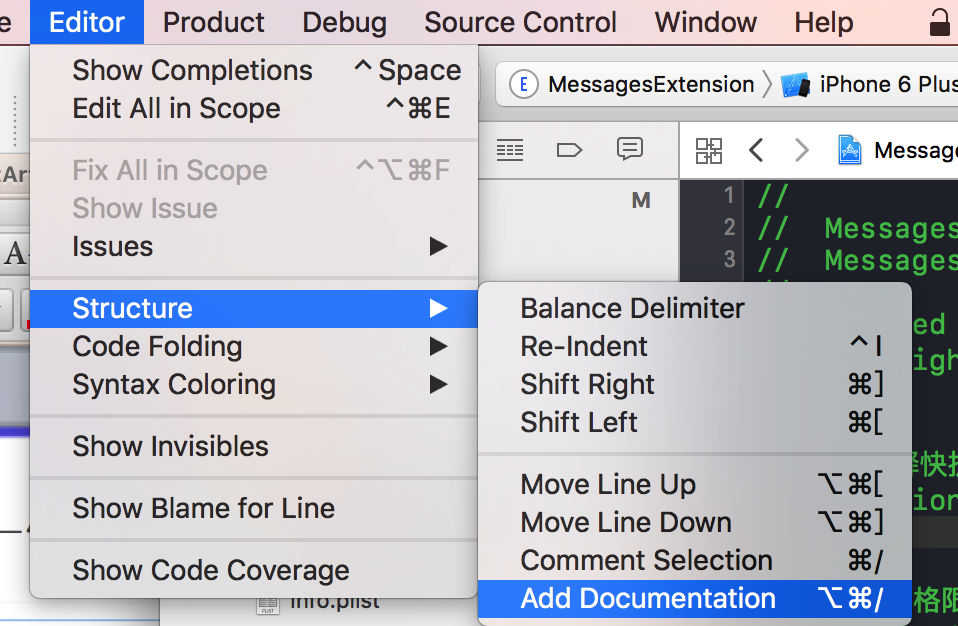 Editor Product Debug Source Control Window Help
Show Completions ^ Space
Edit All in Scope ^⌘E
Fix All in Scope ^⌥⌘F
Show Issue
Issues ▶
Structure ▶
Code Folding ▶
Syntax Coloring ▶
Show Invisibles
Show Blame for Line
Show Code Coverage
E MessagesExtension iPhone 6 Plus
Message
M
1 //
2 // Messages
3 // Messages
Balance Delimiter
Re-Indent ^ I
Shift Right ⌘]
Shift Left ⌘[
Move Line Up ⌥⌘[
Move Line Down ⌥⌘]
Comment Selection ⌘/
Add Documentation ⌥⌘/
ed
igh
ion
格限
info.plist